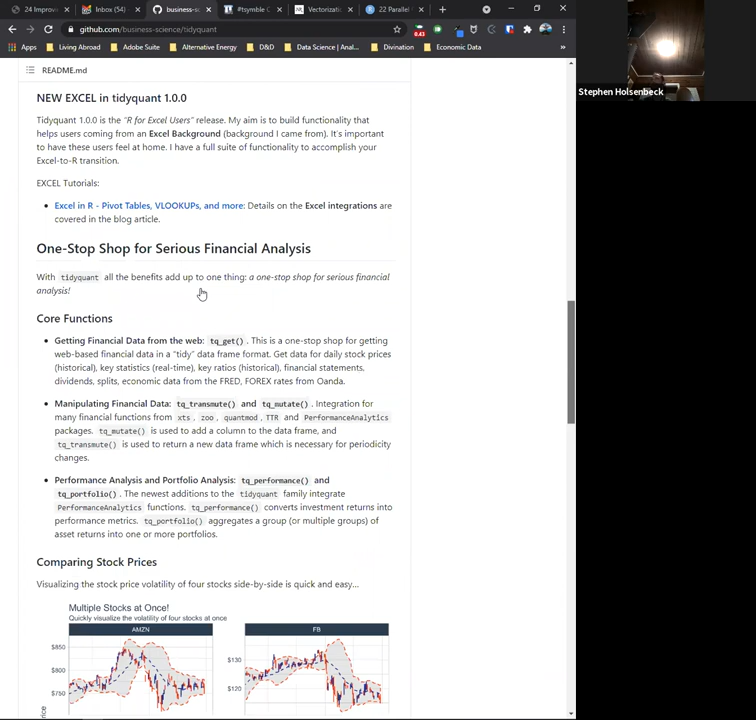 24 Improv
Inbox (54)
business-s
#tsymble C
Vectorizati
22 Parallel
github.com/business-science/tidyquant
0.43
Apps
Living Abroad
Adobe Suite
Alternative Energy
D&D
Data Science | Anal...
Divination
Economic Data
»
README.md
NEW EXCEL in tidyquant 1.0.0
Tidyquant 1.0.0 is the "R for Excel Users" release. My aim is to build functionality that
helps users coming from an Excel Background (background I came from). It's important
to have these users feel at home. I have a full suite of functionality to accomplish your
Excel-to-R transition.
EXCEL Tutorials:
• Excel in R - Pivot Tables, VLOOKUPs, and more: Details on the Excel integrations are
covered in the blog article.
One-Stop Shop for Serious Financial Analysis
With tidyquant all the benefits add up to one thing: a one-stop shop for serious financial
analysis!
Core Functions
• Getting Financial Data from the web: tq_get() . This is a one-stop shop for getting
web-based financial data in a "tidy" data frame format. Get data for daily stock prices
(historical), key statistics (real-time), key ratios (historical), financial statements,
dividends, splits, economic data from the FRED, FOREX rates from Oanda.
• Manipulating Financial Data: tq_transmute() and tq_mutate() . Integration for
many financial functions from xts , zoo , quantmod , TTR and PerformanceAnalytics
packages. tq_mutate() is used to add a column to the data frame, and
tq_transmute() is used to return a new data frame which is necessary for periodicity
changes.
• Performance Analysis and Portfolio Analysis: tq_performance() and
tq_portfolio() . The newest additions to the tidyquant family integrate
PerformanceAnalytics functions. tq_performance() converts investment returns into
performance metrics. tq_portfolio() aggregates a group (or multiple groups) of
asset returns into one or more portfolios.
Comparing Stock Prices
Visualizing the stock price volatility of four stocks side-by-side is quick and easy...
Multiple Stocks at Once!
Quickly visualize the volatility of four stocks at once
AMZN
FB
$850
$800
$750
$130
$120
Stephen Holsenbeck